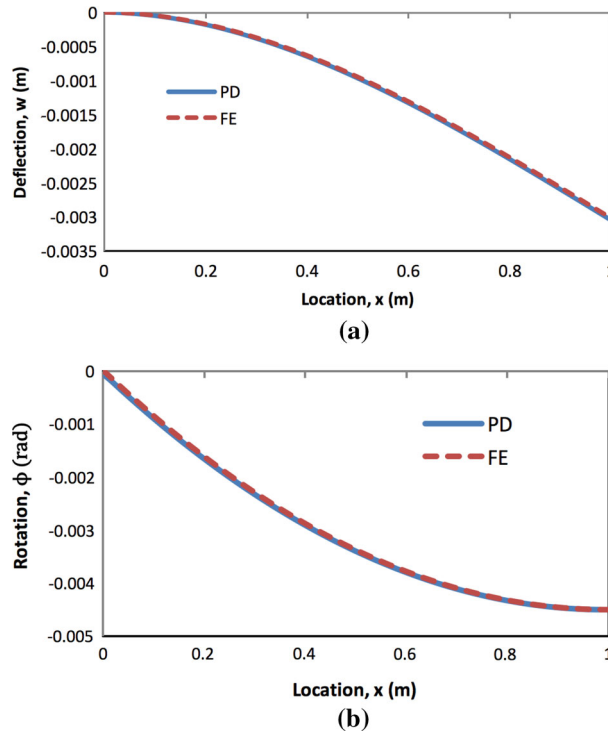 0
-0.0005
-0.001
-0.0015
-0.002
-0.0025
-0.003
-0.0035
Deflection, w (m)
PD
FE
0 0.2 0.4 0.6 0.8 1
Location, x (m)
(a)
0
-0.001
-0.002
-0.003
-0.004
-0.005
Rotation, ϕ (rad)
PD
FE
0 0.2 0.4 0.6 0.8 1
Location, x (m)
(b)